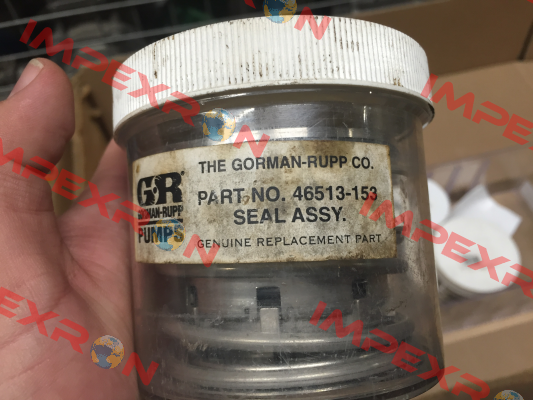 THE GORMAN-RUPP CO.
GR
GORMAN-RUPP
PUMPS
PART NO. 46513-153
SEAL ASSY.
GENUINE REPLACEMENT PART
IMPEXRON
IMPEXRON
IMPEXRON
IMPEXRON
IMPEXRON
IMPEXRON